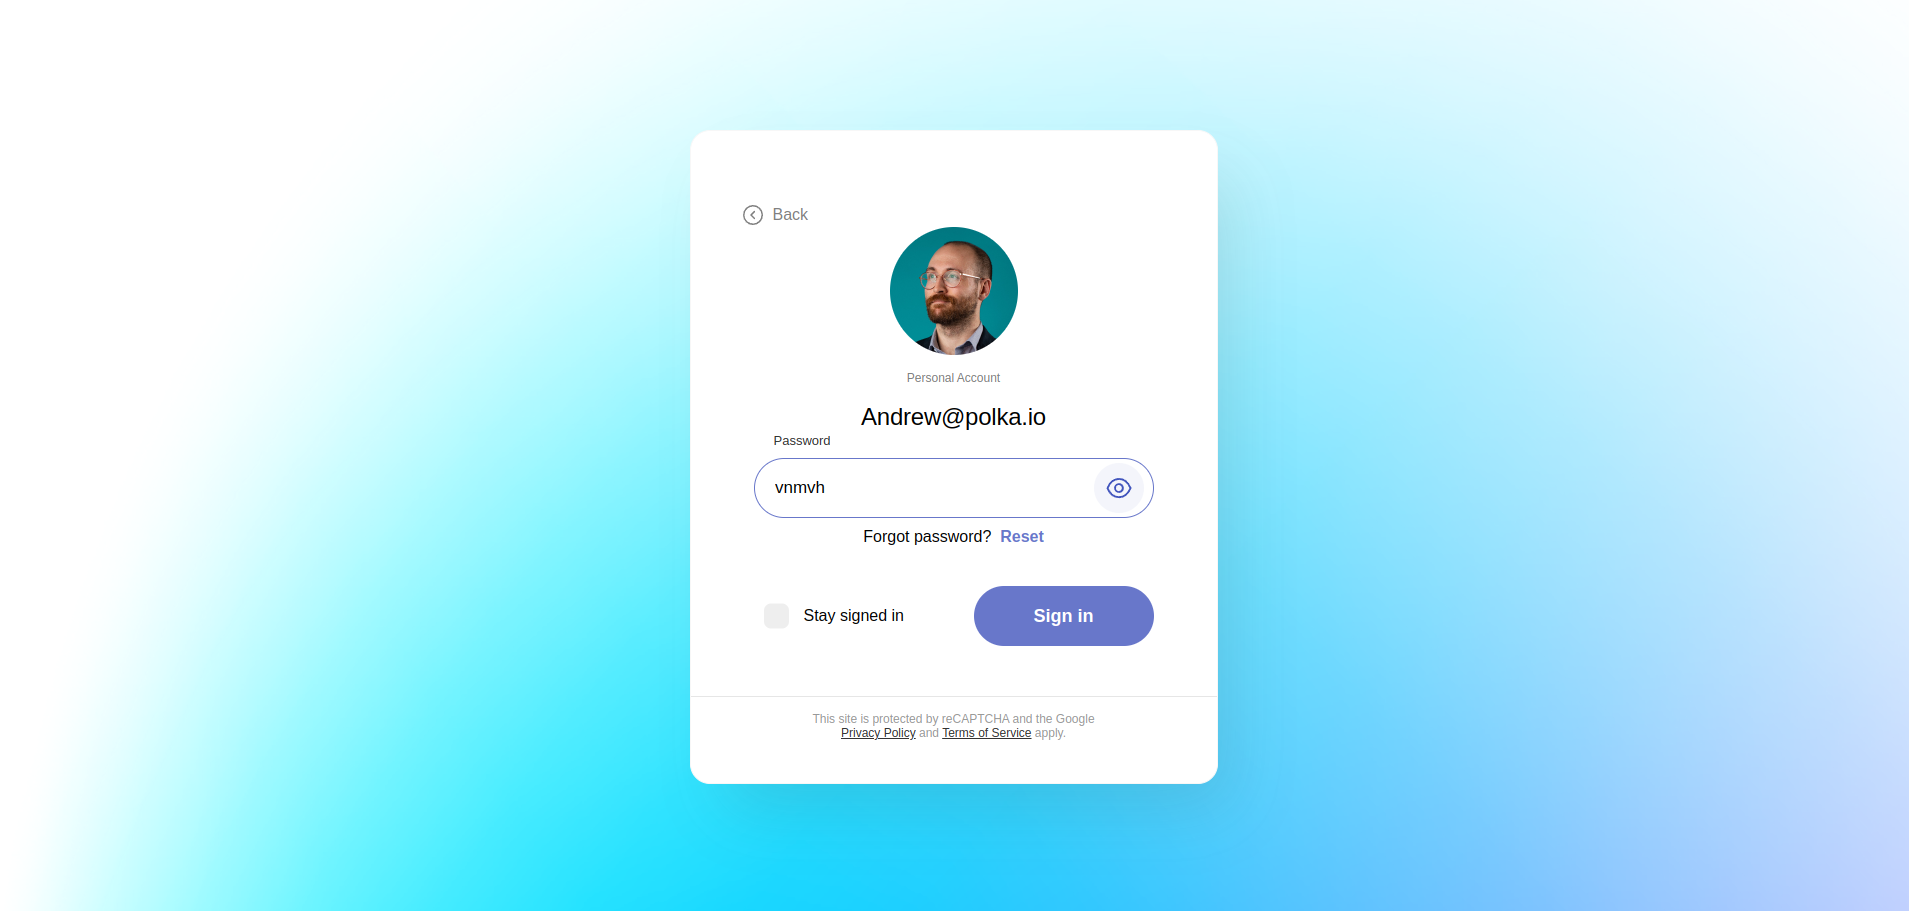 Back
Personal Account
Andrew@polka.io
Password
vnmvh
Forgot password? Reset
Stay signed in
Sign in
This site is protected by reCAPTCHA and the Google
Privacy Policy and Terms of Service apply.